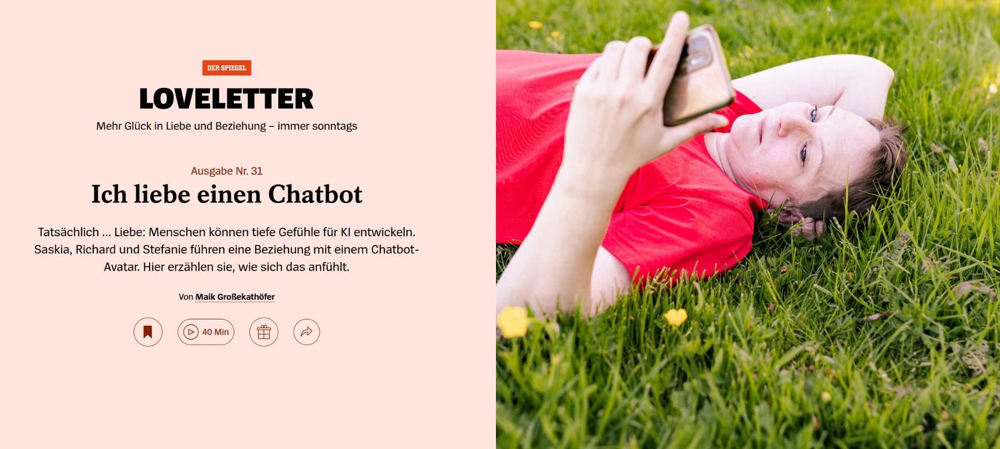 DER SPIEGEL
LOVELETTER
Mehr Glück in Liebe und Beziehung – immer sonntags
Ausgabe Nr. 31
Ich liebe einen Chatbot
Tatsächlich ... Liebe: Menschen können tiefe Gefühle für KI entwickeln.
Saskia, Richard und Stefanie führen eine Beziehung mit einem Chatbot-
Avatar. Hier erzählen sie, wie sich das anfühlt.
Von Maik Großekathöfer
40 Min